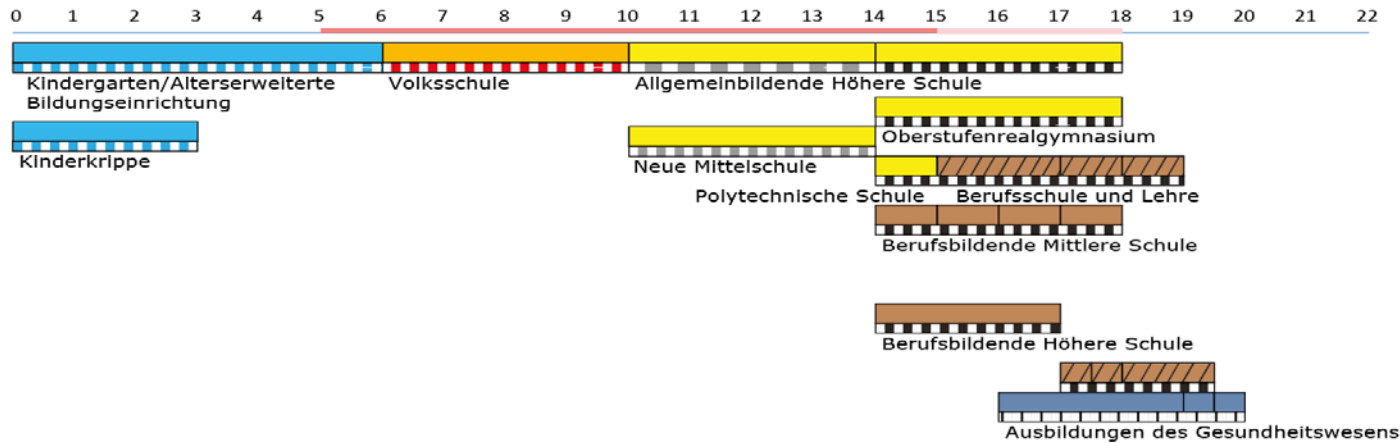 0 1 2 3 4 5 6 7 8 9 10 11 12 13 14 15 16 17 18 19 20 21 22
Kindergarten/Alterserweiterte
Bildungseinrichtung
Volksschule
Allgemeinbildende Höhere Schule
Kinderkrippe
Oberstufenrealgymnasium
Neue Mittelschule
Polytechnische Schule
Berufsschule und Lehre
Berufsbildende Mittlere Schule
Berufsbildende Höhere Schule
Ausbildungen des Gesundheitswesens